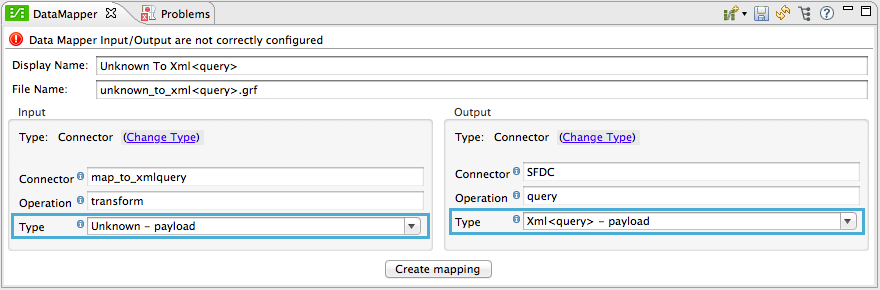 DataMapper Problems
Data Mapper Input/Output are not correctly configured
Display Name: Unknown To Xml<query>
File Name: unknown_to_xml<query>.grf
Input
Type: Connector (Change Type)
Connector map_to_xmlquery
Operation transform
Type Unknown - payload
Output
Type: Connector (Change Type)
Connector SFDC
Operation query
Type Xml<query> - payload
Create mapping